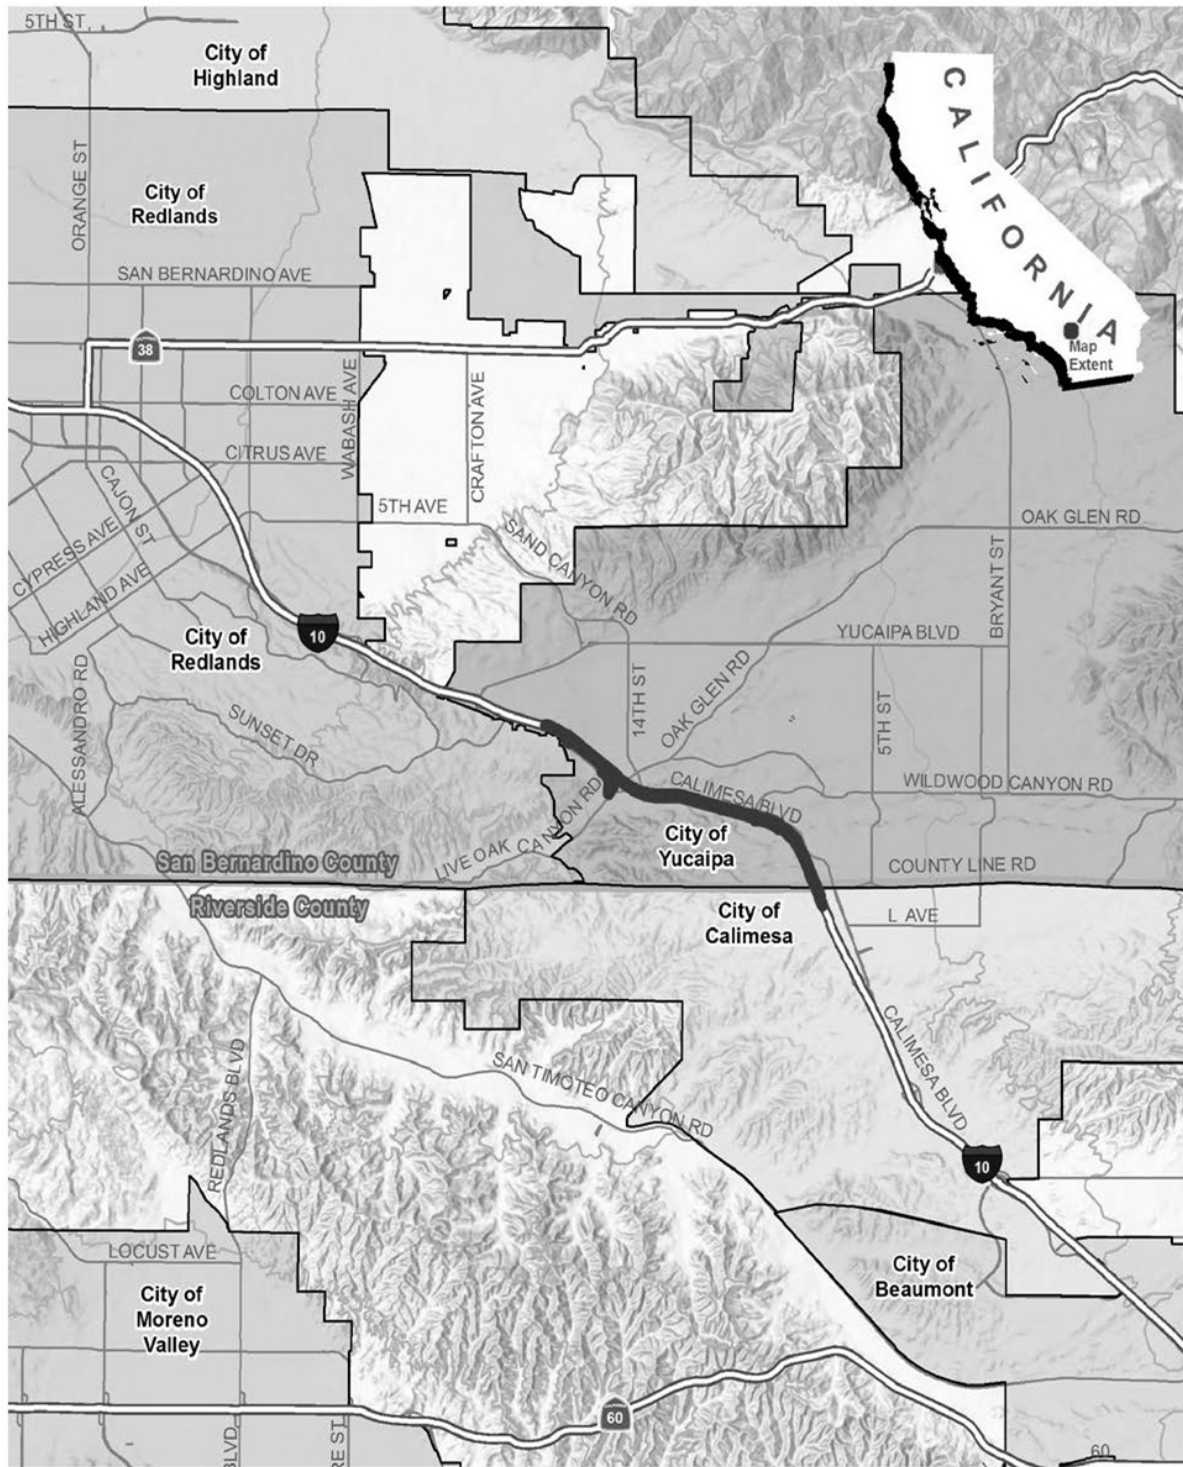 5TH ST
City of
Highland
CALIFORNIA
ORANGE ST
City of
Redlands
SAN BERNARDINO AVE
38
Map
Extent
COLTON AVE
WABASH AVE
CRAFTON AVE
CITRUS AVE
CAJON ST
5TH AVE
SAND CANYON RD
OAK GLEN RD
CYPRESS AVE
HIGHLAND AVE
BRYANT ST
10
City of
Redlands
YUCAIPA BLVD
ALESSANDRO RD
SUNSET DR
14TH ST
OAK GLEN RD
5TH ST
CALIMESA BLVD
WILDWOOD CANYON RD
LIVE OAK CANYON RD
City of
Yucaipa
San Bernardino County
COUNTY LINE RD
Riverside County
City of
Calimesa
L AVE
REDLANDS BLVD
SAN TIMOTEO CANYON RD
CALIMESA BLVD
10
LOCUST AVE
City of
Beaumont
City of
Moreno
Valley
60
BLVD
RE ST
60